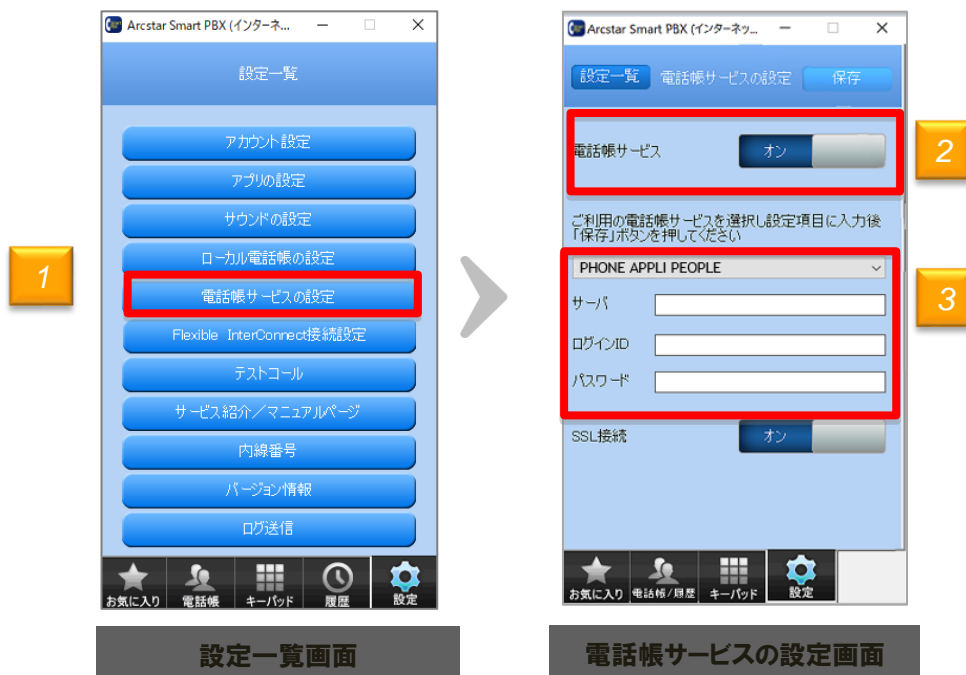 Arcstar Smart PBX (インターネ...
設定一覧
アカウント設定
アプリの設定
サウンドの設定
ローカル電話帳の設定
1
電話帳サービスの設定
Flexible InterConnect接続設定
テストコール
サービス紹介／マニュアルページ
内線番号
バージョン情報
ログ送信
お気に入り 電話帳 キーパッド 履歴 設定
設定一覧画面
Arcstar Smart PBX (インターネッ...
設定一覧 電話帳サービスの設定 保存
電話帳サービス オン
2
ご利用の電話帳サービスを選択し設定項目に入力後
「保存」ボタンを押してください
PHONE APPLI PEOPLE
サーバ
3
ログインID
パスワード
SSL接続 オン
お気に入り 電話帳/履歴 キーパッド 設定
電話帳サービスの設定画面